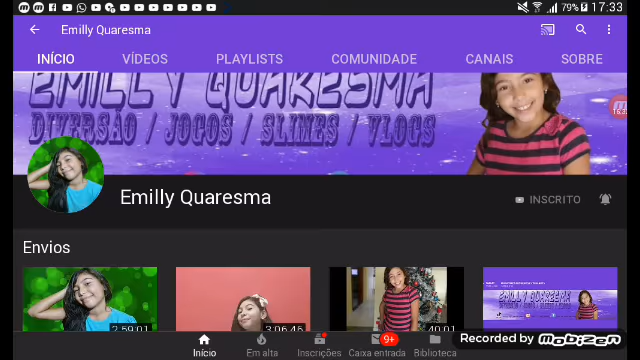 79% 17:33
Emilly Quaresma
INÍCIO VÍDEOS PLAYLISTS COMUNIDADE CANAIS SOBRE
EMILLY QUARESMA
DIVERSÃO / JOGOS / SLIMES / VLOGS
Emilly Quaresma
INSCRITO
Envios
2:59:01
3:06:46
40:01
Início Em alta Inscrições Caixa entrada Biblioteca
9+
Recorded by MOBIZEN